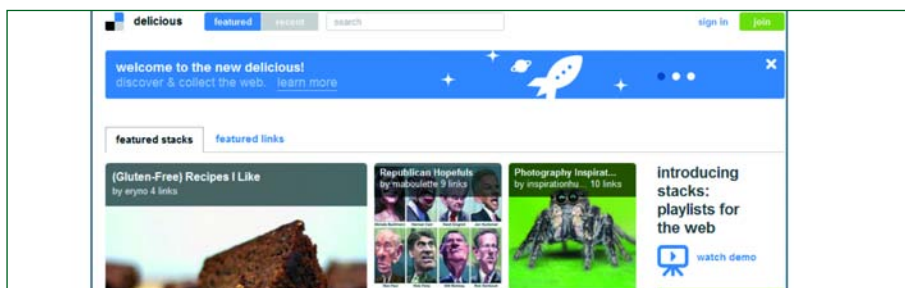 delicious
featured
recent
search
sign in
join
welcome to the new delicious!
discover & collect the web. learn more
featured stacks
featured links
(Gluten-Free) Recipes I Like
by eryno 4 links
Republican Hopefuls
by maboulette 9 links
Photography Inspirat...
by inspirationhu... 10 links
introducing
stacks:
playlists for
the web
watch demo